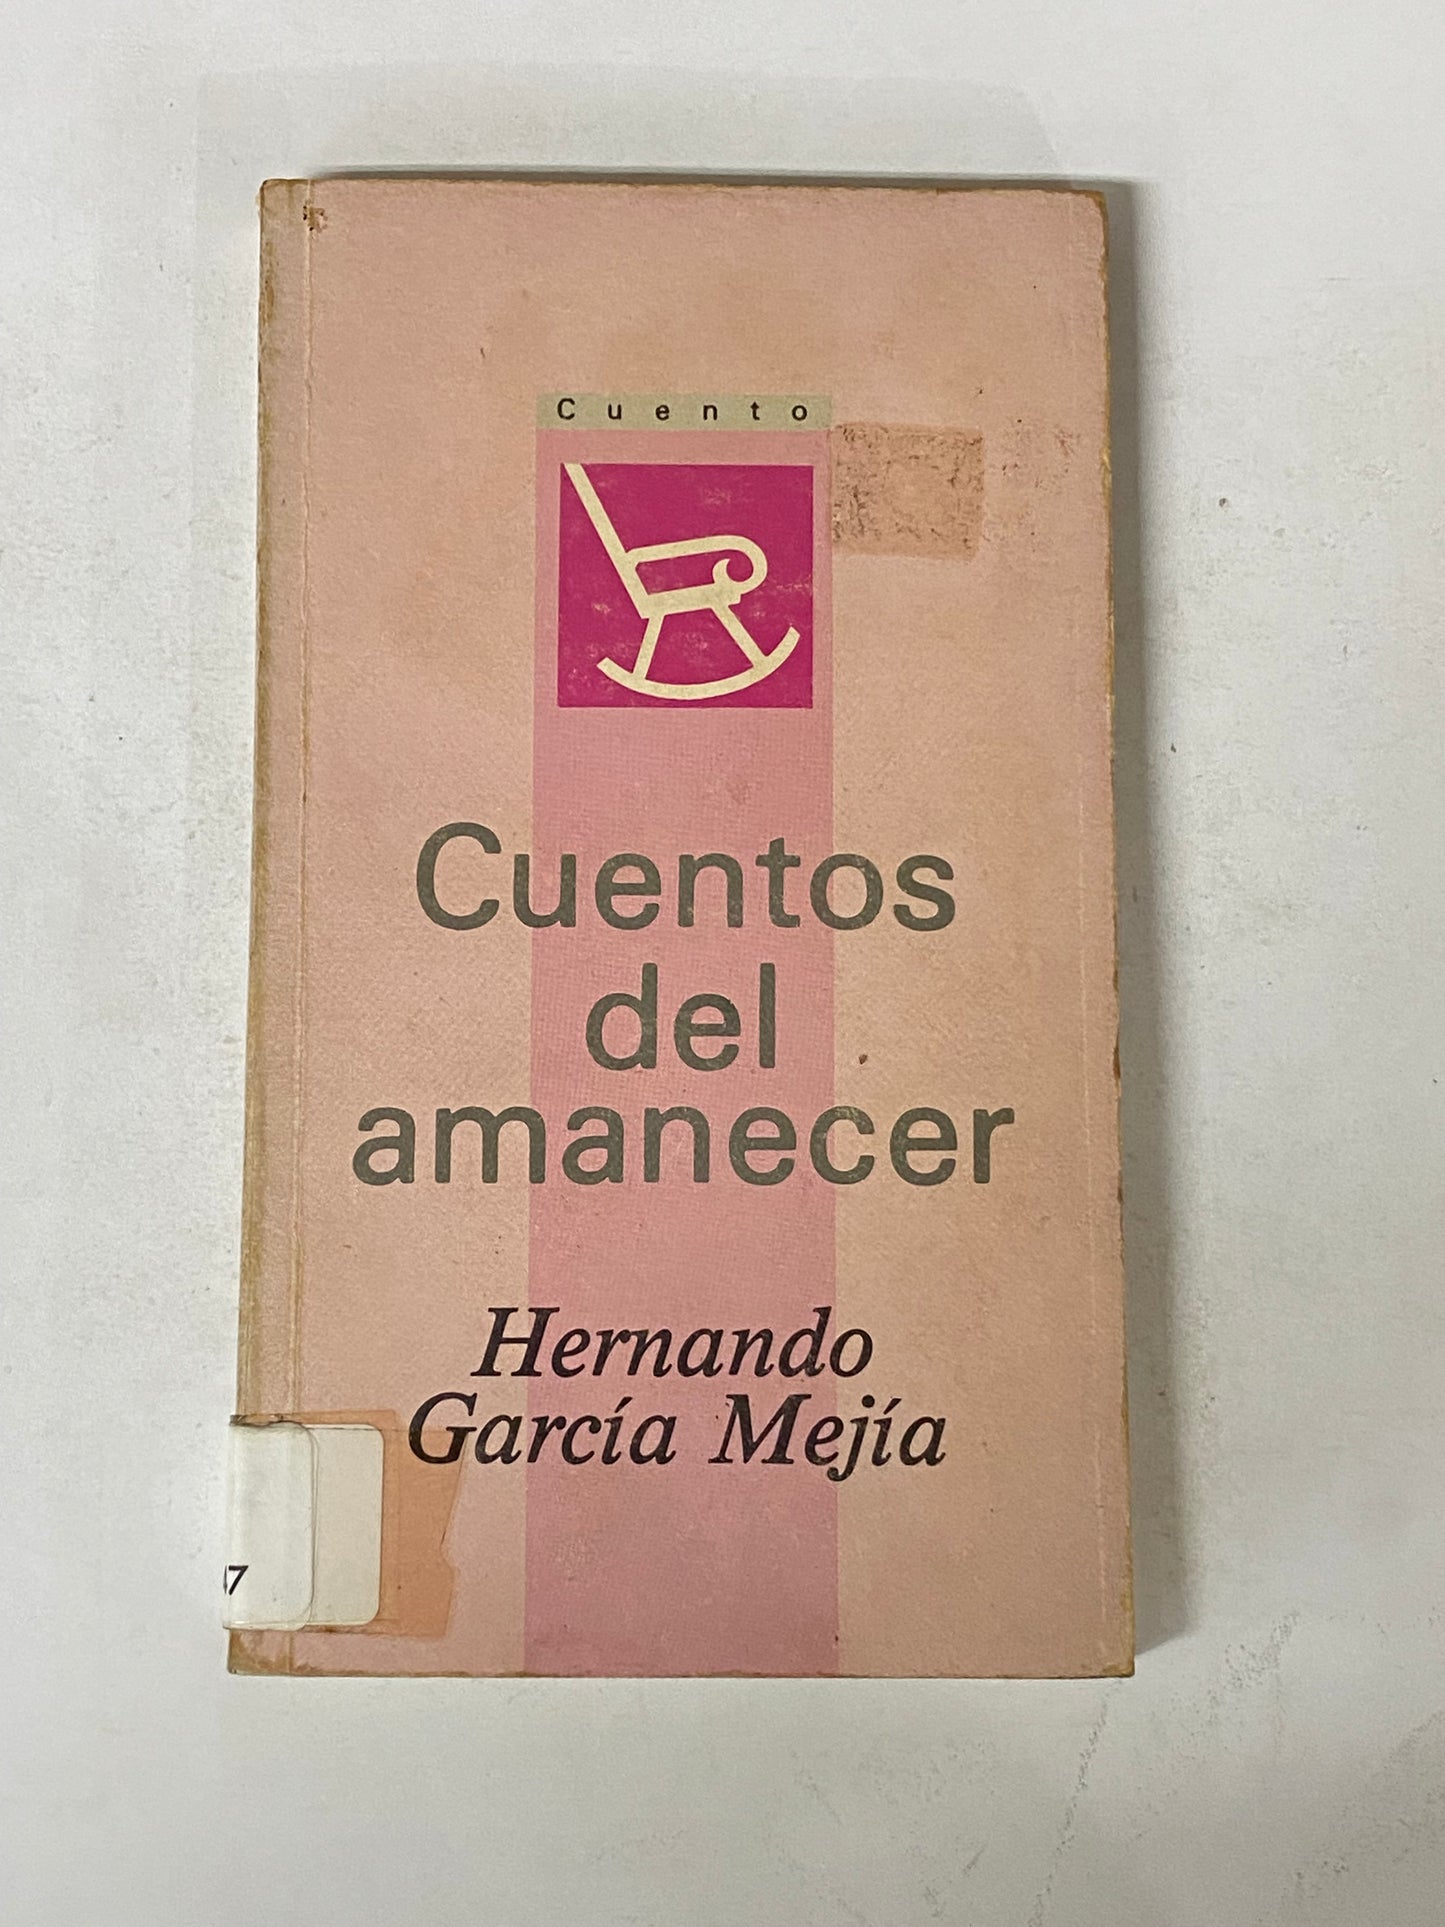 Cuento
Cuentos
del
amanecer
Hernando
García Mejía